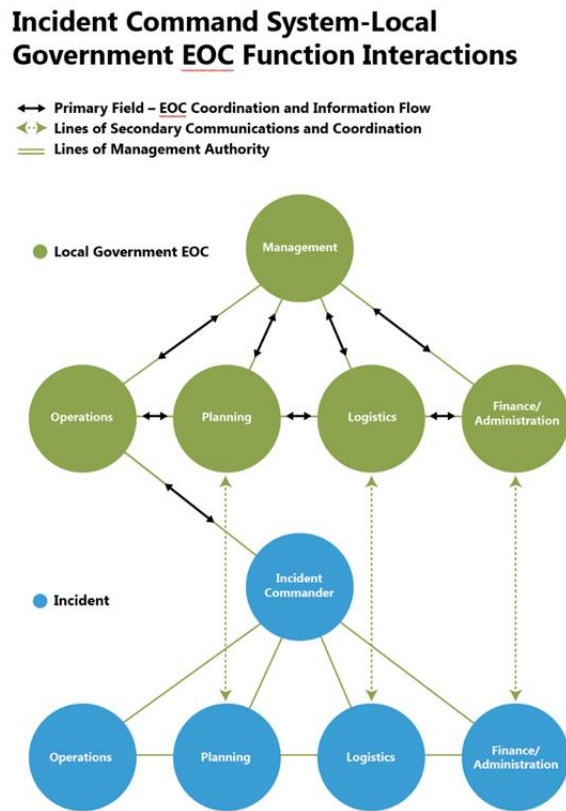 Incident Command System-Local
Government EOC Function Interactions
Primary Field – EOC Coordination and Information Flow
Lines of Secondary Communications and Coordination
Lines of Management Authority
Management
Local Government EOC
Operations
Planning
Logistics
Finance/
Administration
Incident
Commander
Incident
Operations
Planning
Logistics
Finance/
Administration